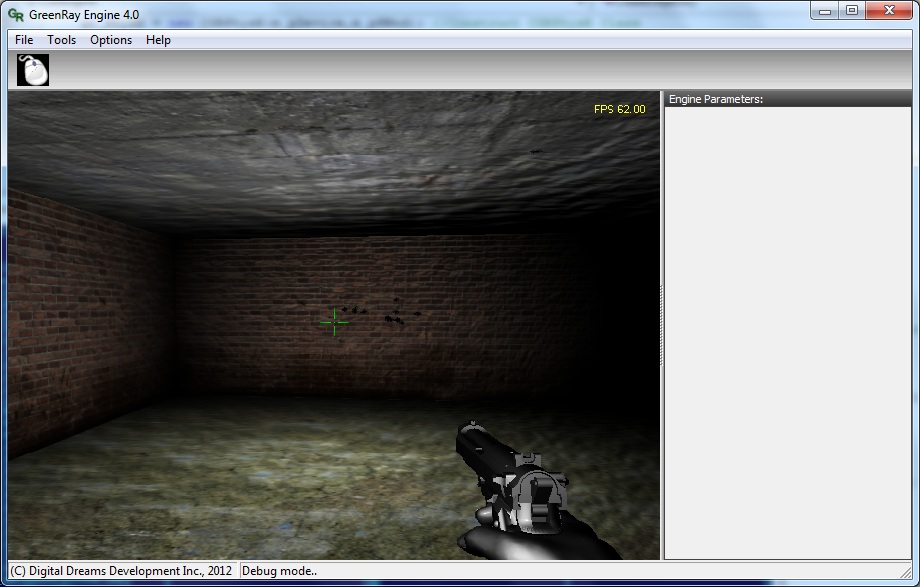 GR GreenRay Engine 4.0
File Tools Options Help
FPS 62.00
Engine Parameters:
(C) Digital Dreams Development Inc., 2012 Debug mode..